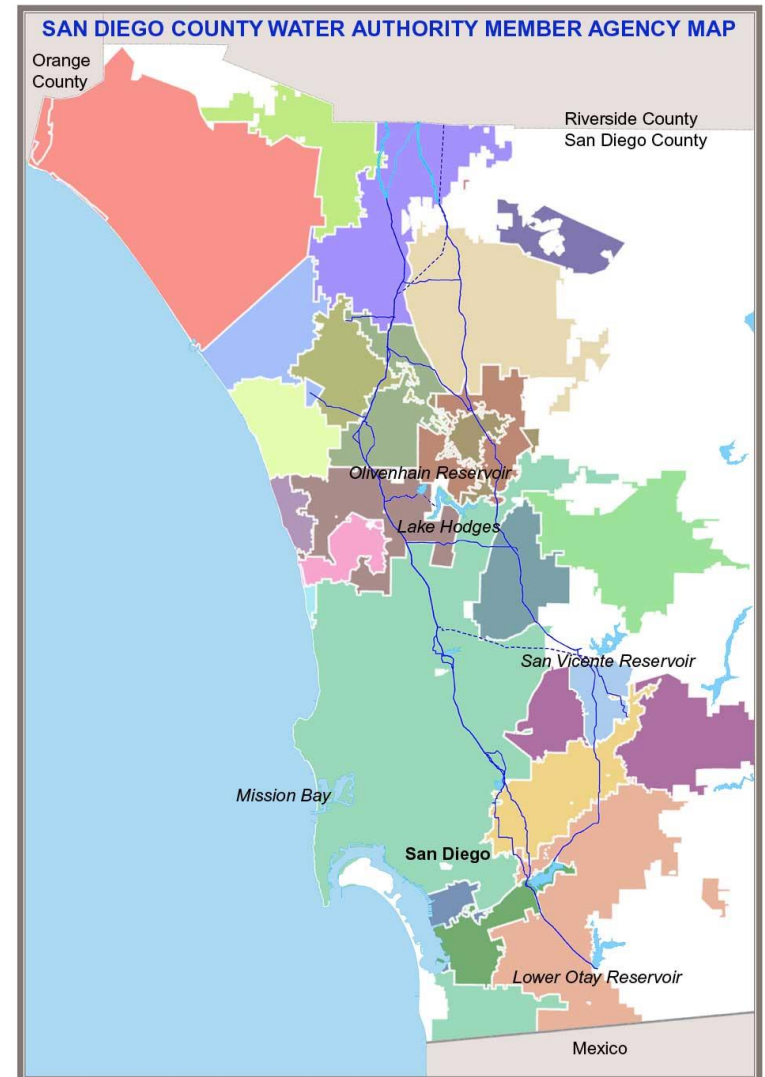 SAN DIEGO COUNTY WATER AUTHORITY MEMBER AGENCY MAP
Orange
County
Riverside County
San Diego County
Olivenhain Reservoir
Lake Hodges
San Vicente Reservoir
Mission Bay
San Diego
Lower Otay Reservoir
Mexico